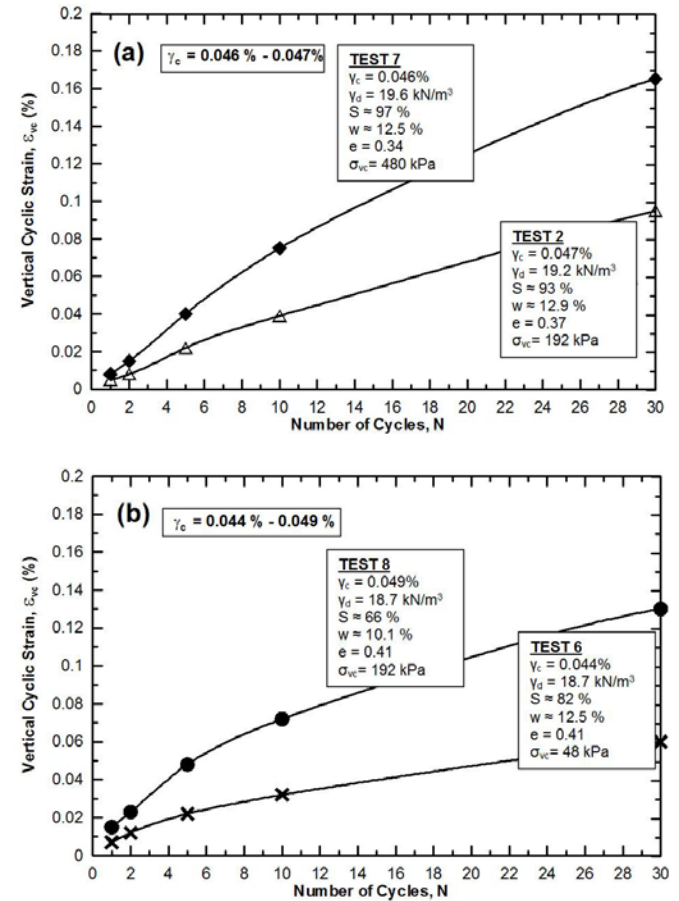 0.2
(a)
γc = 0.046 % - 0.047%
0.18
0.16
0.14
0.12
0.1
0.08
0.06
0.04
0.02
0
Vertical Cyclic Strain, εvc (%)
TEST 7
γc = 0.046%
γd = 19.6 kN/m³
S ≈ 97 %
w ≈ 12.5 %
e = 0.34
σvc= 480 kPa
TEST 2
γc = 0.047%
γd = 19.2 kN/m³
S ≈ 93 %
w ≈ 12.9 %
e = 0.37
σvc= 192 kPa
0 2 4 6 8 10 12 14 16 18 20 22 24 26 28 30
Number of Cycles, N
0.2
(b)
γc = 0.044 % - 0.049 %
0.18
0.16
0.14
0.12
0.1
0.08
0.06
0.04
0.02
0
Vertical Cyclic Strain, εvc (%)
TEST 8
γc = 0.049%
γd = 18.7 kN/m³
S ≈ 66 %
w ≈ 10.1 %
e = 0.41
σvc= 192 kPa
TEST 6
γc = 0.044%
γd = 18.7 kN/m³
S ≈ 82 %
w ≈ 12.5 %
e = 0.41
σvc= 48 kPa
0 2 4 6 8 10 12 14 16 18 20 22 24 26 28 30
Number of Cycles, N